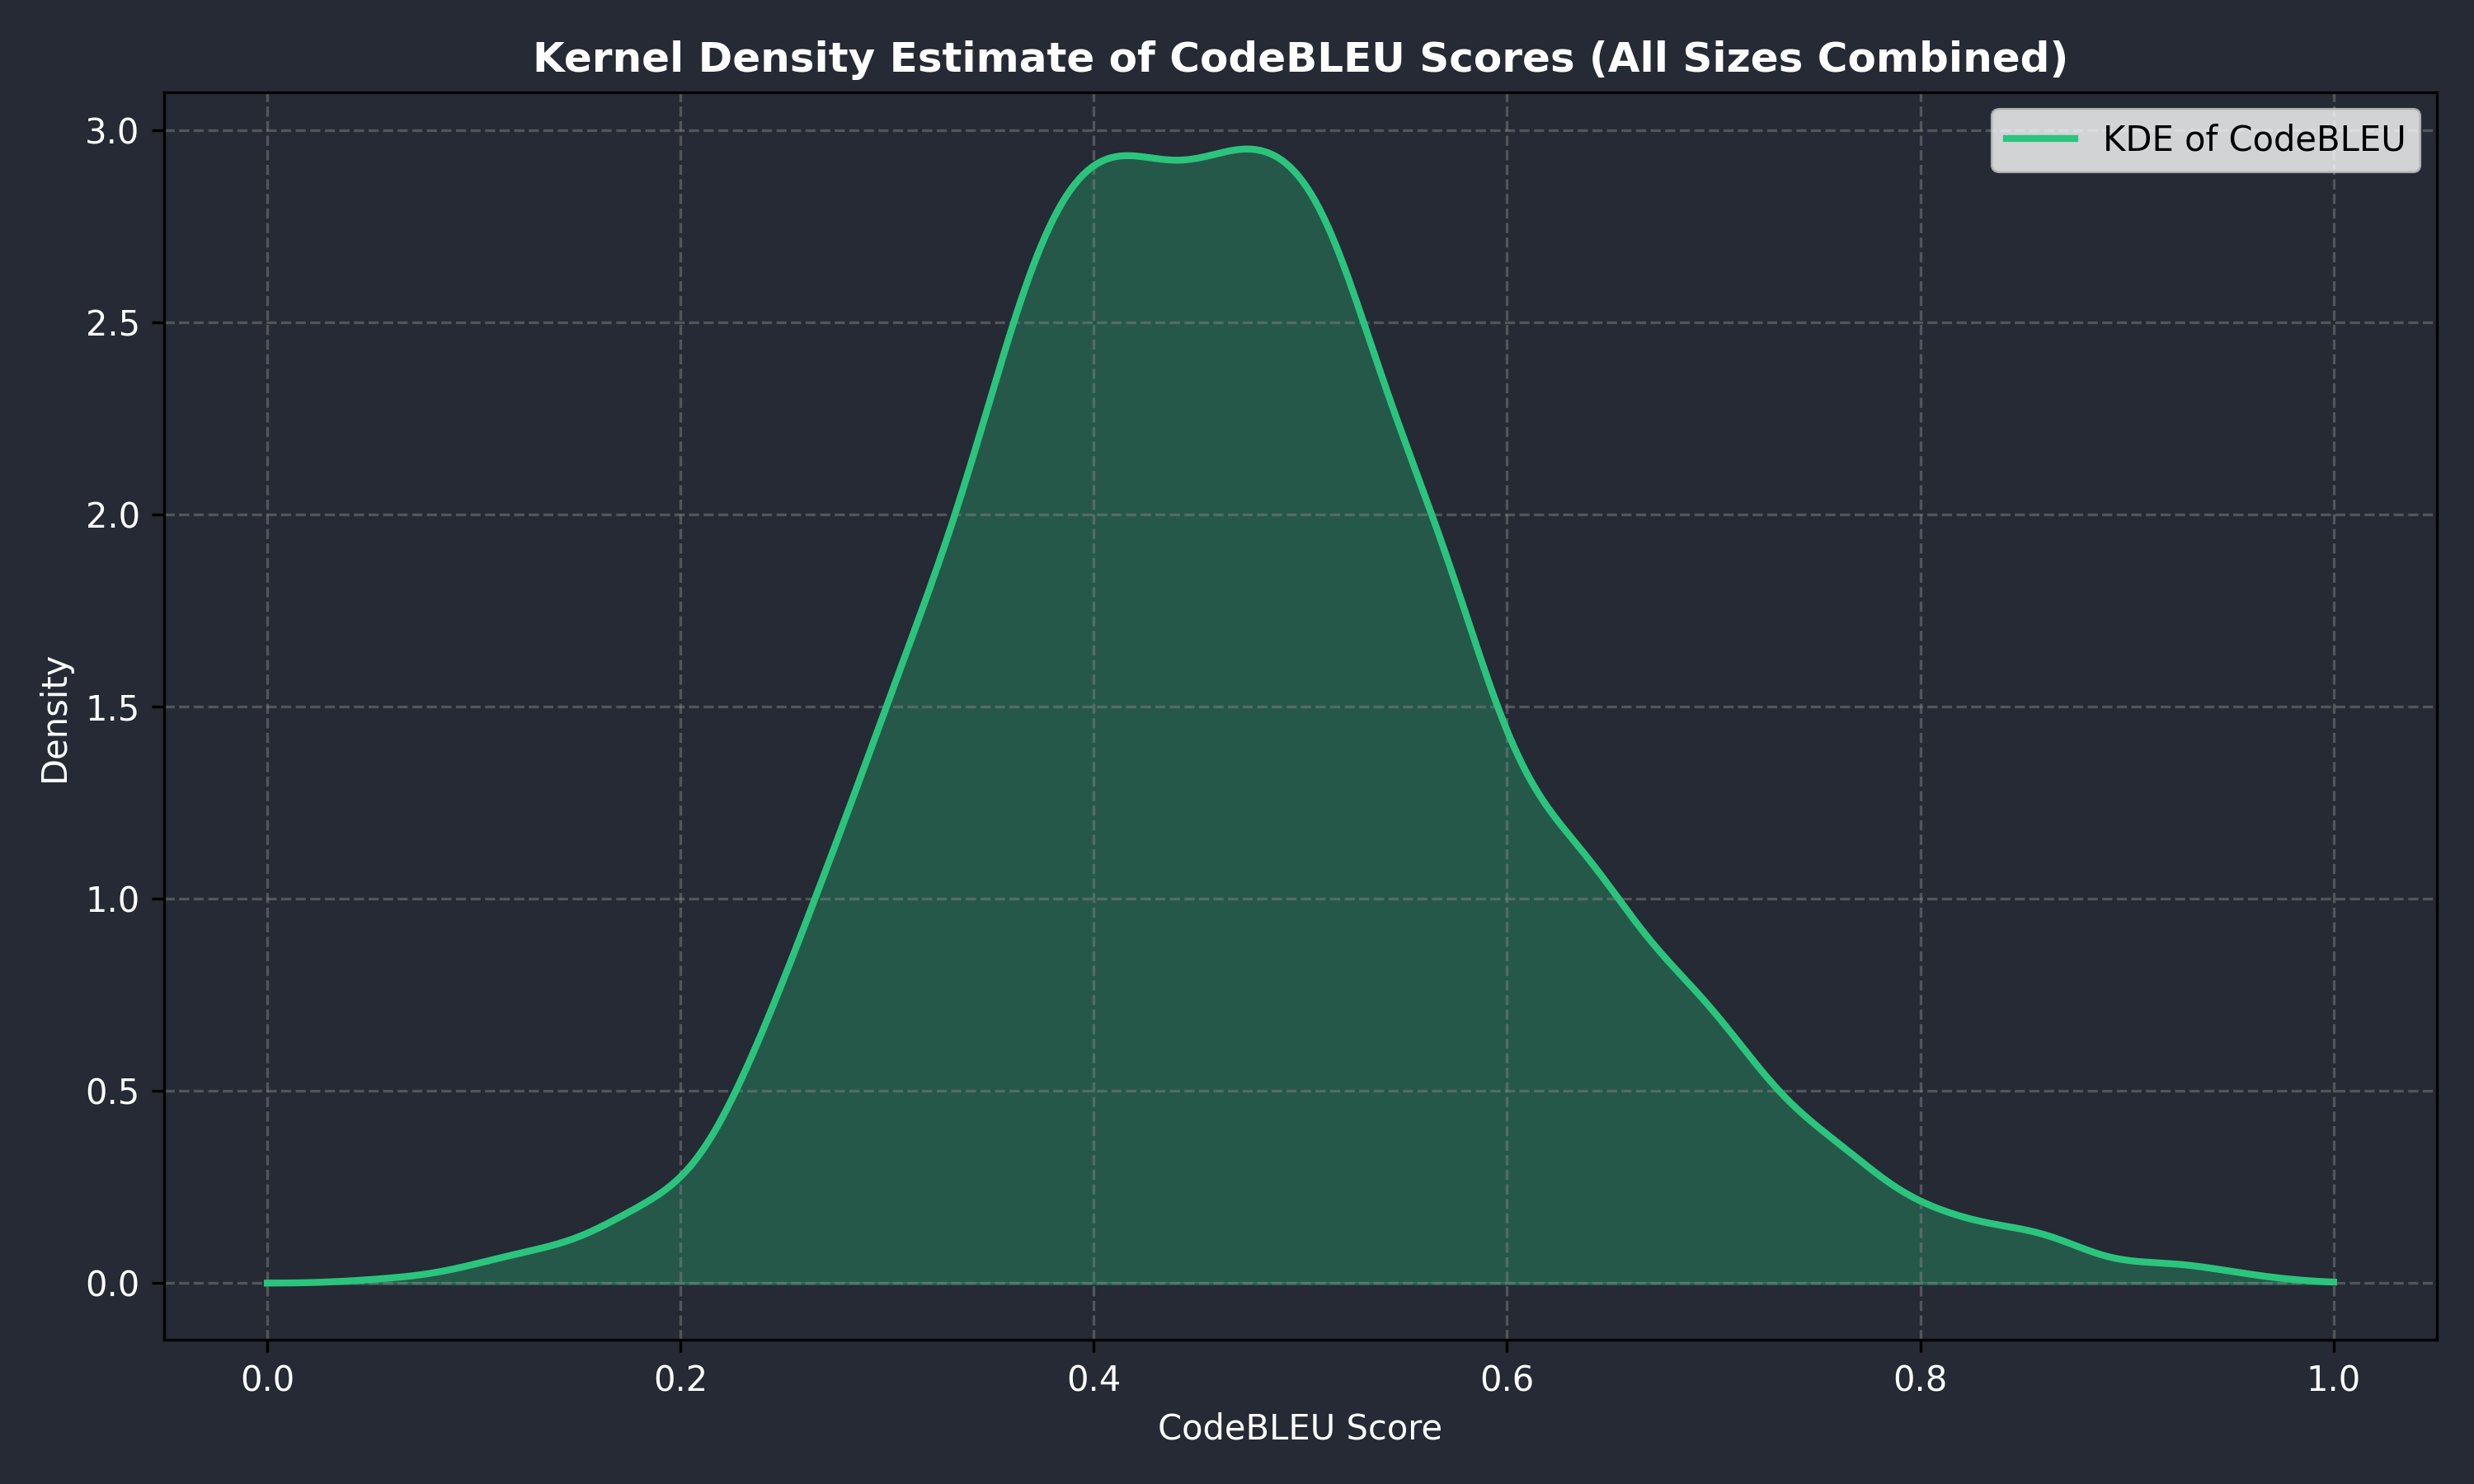 Kernel Density Estimate of CodeBLEU Scores (All Sizes Combined)
KDE of CodeBLEU
3.0
2.5
2.0
1.5
1.0
0.5
0.0
Density
0.0 0.2 0.4 0.6 0.8 1.0
CodeBLEU Score